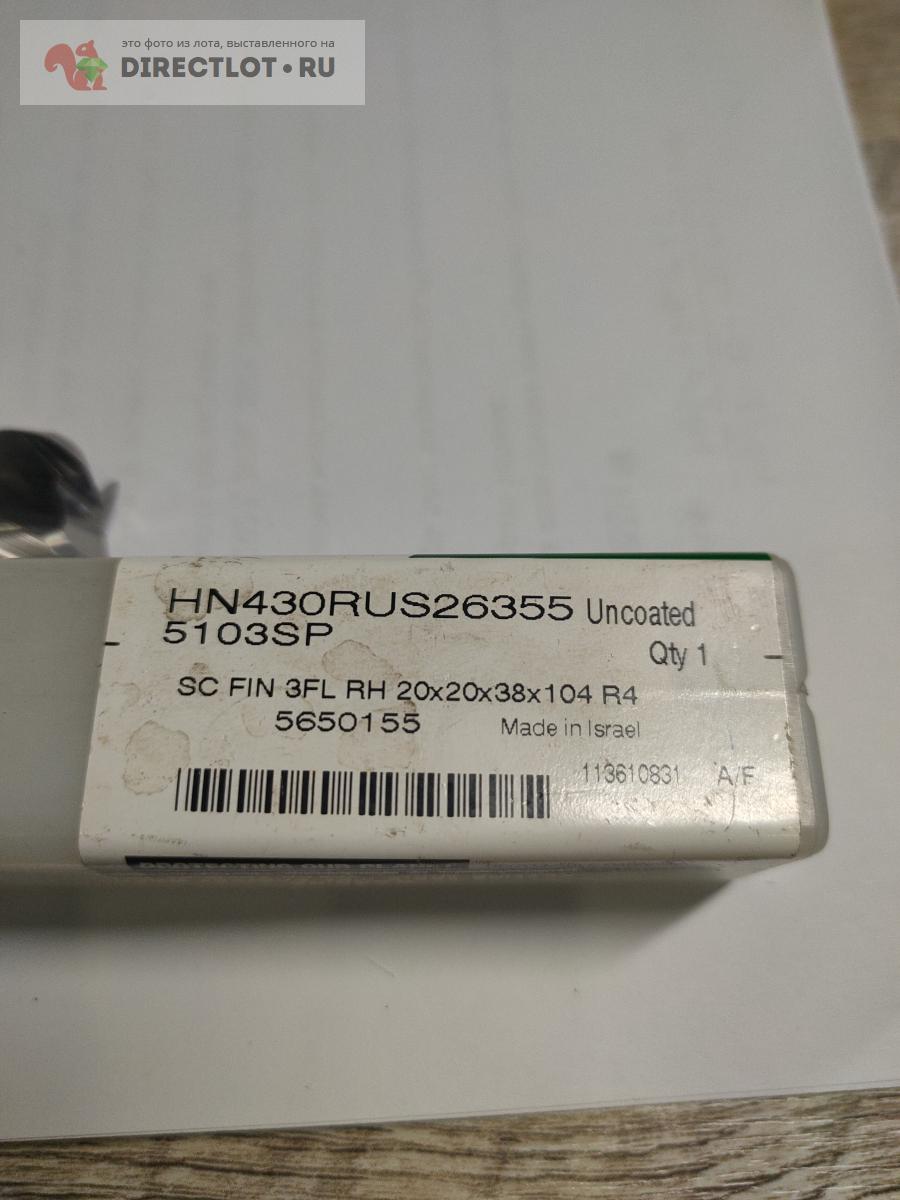 это фото из лота, выставленного на
DIRECTLOT•RU
HN430RUS26355 Uncoated
5103SP
Qty 1
SC FIN 3FL RH 20x20x38x104 R4
5650155 Made in Israel
113610831 A/F